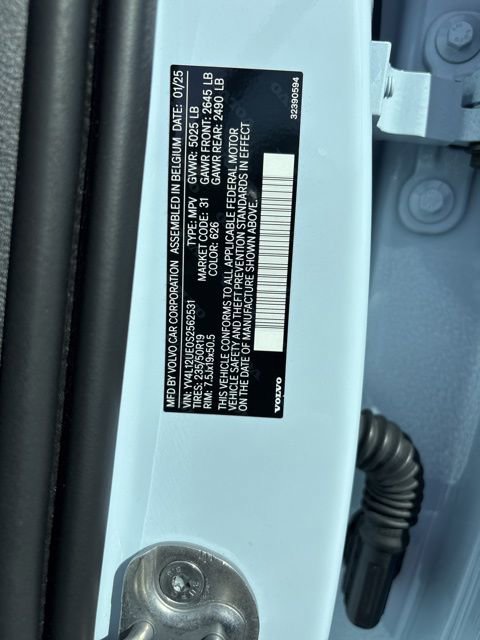 MFD BY VOLVO CAR CORPORATION ASSEMBLED IN BELGIUM DATE: 01/25
VIN: YV4L12UE0S2562531 TYPE: MPV GVWR: 5025 LB
TIRES: 235/50R19 MARKET CODE: 31 GAWR FRONT: 2645 LB
RIM: 7.5Jx19x50.5 COLOR: 626 GAWR REAR: 2490 LB
THIS VEHICLE CONFORMS TO ALL APPLICABLE FEDERAL MOTOR
VEHICLE SAFETY AND THEFT PREVENTION STANDARDS IN EFFECT
ON THE DATE OF MANUFACTURE SHOWN ABOVE.
VOLVO 32390594